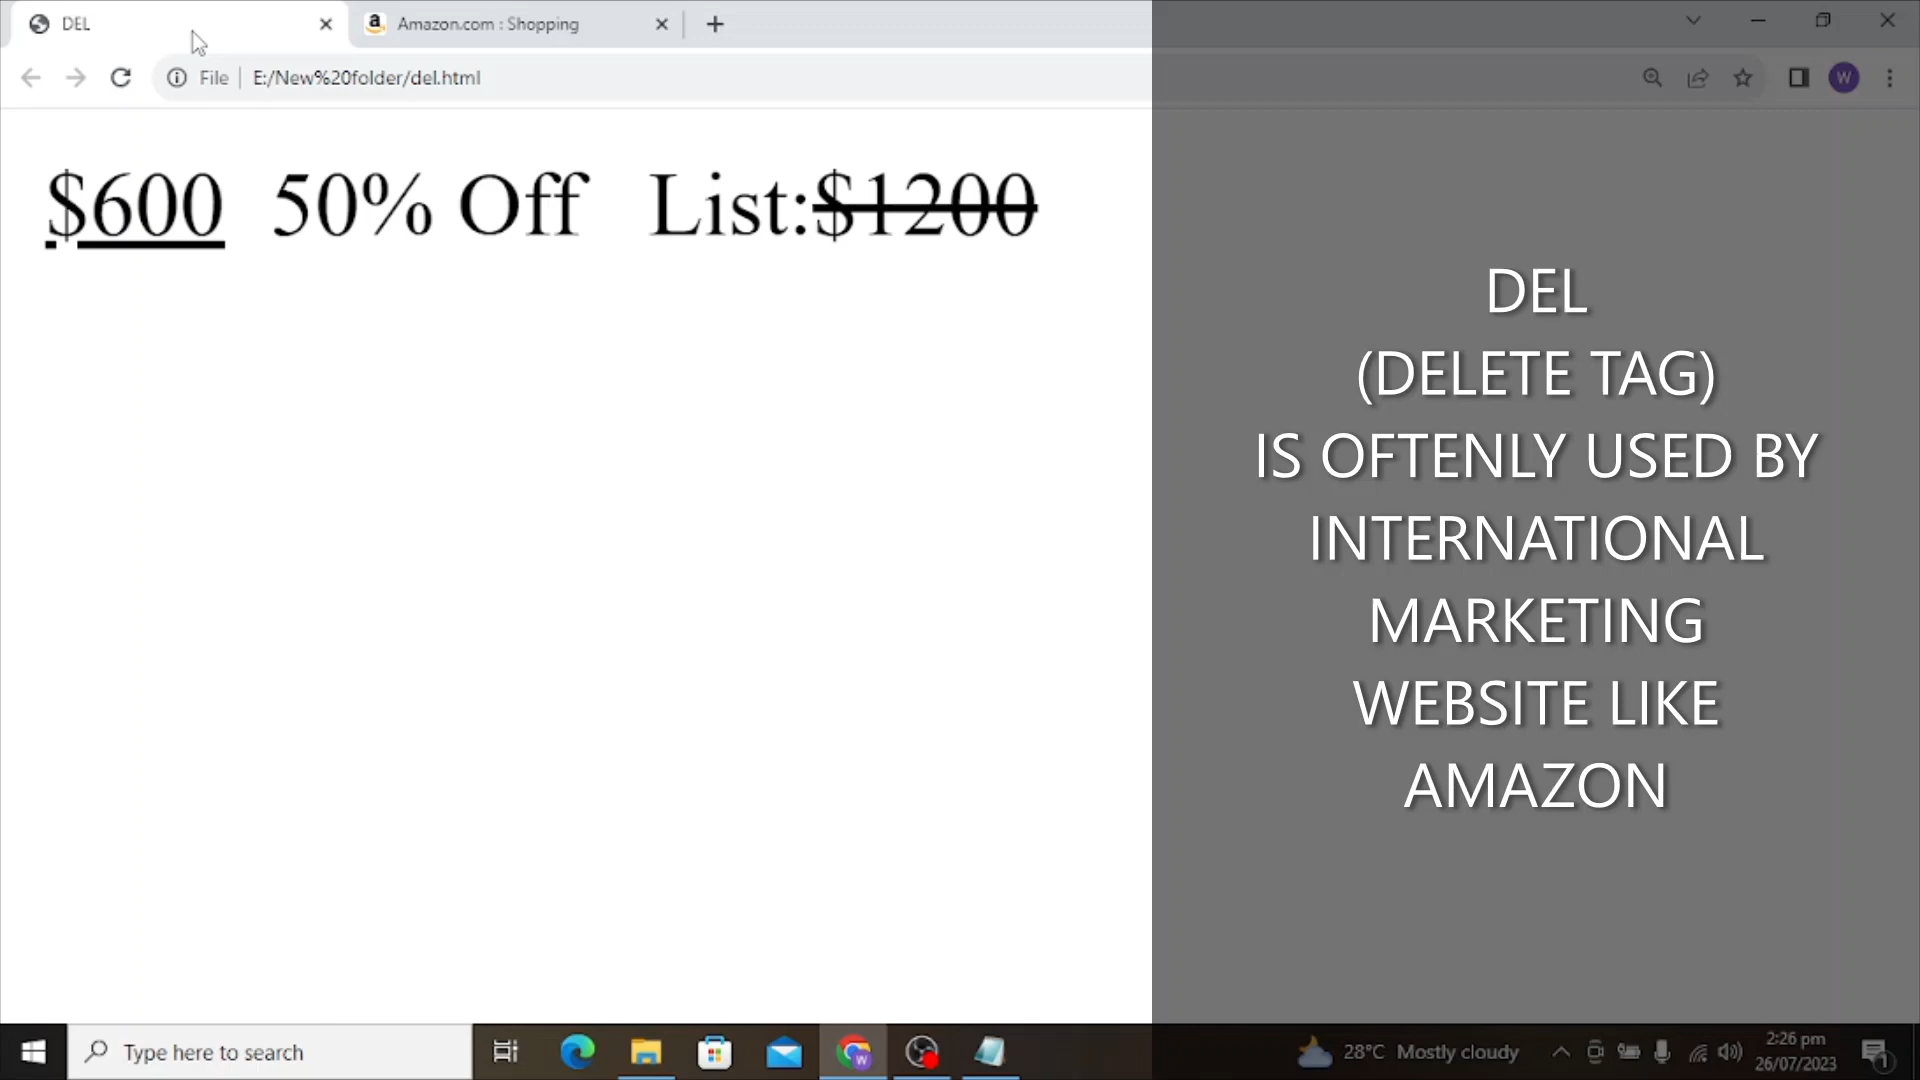 DEL
Amazon.com : Shopping
File
E:/New%20folder/del.html
W
$600 50% Off List:$1200
DEL
(DELETE TAG)
IS OFTENLY USED BY
INTERNATIONAL
MARKETING
WEBSITE LIKE
AMAZON
Type here to search
28°C Mostly cloudy
2:26 pm
26/07/2023
1